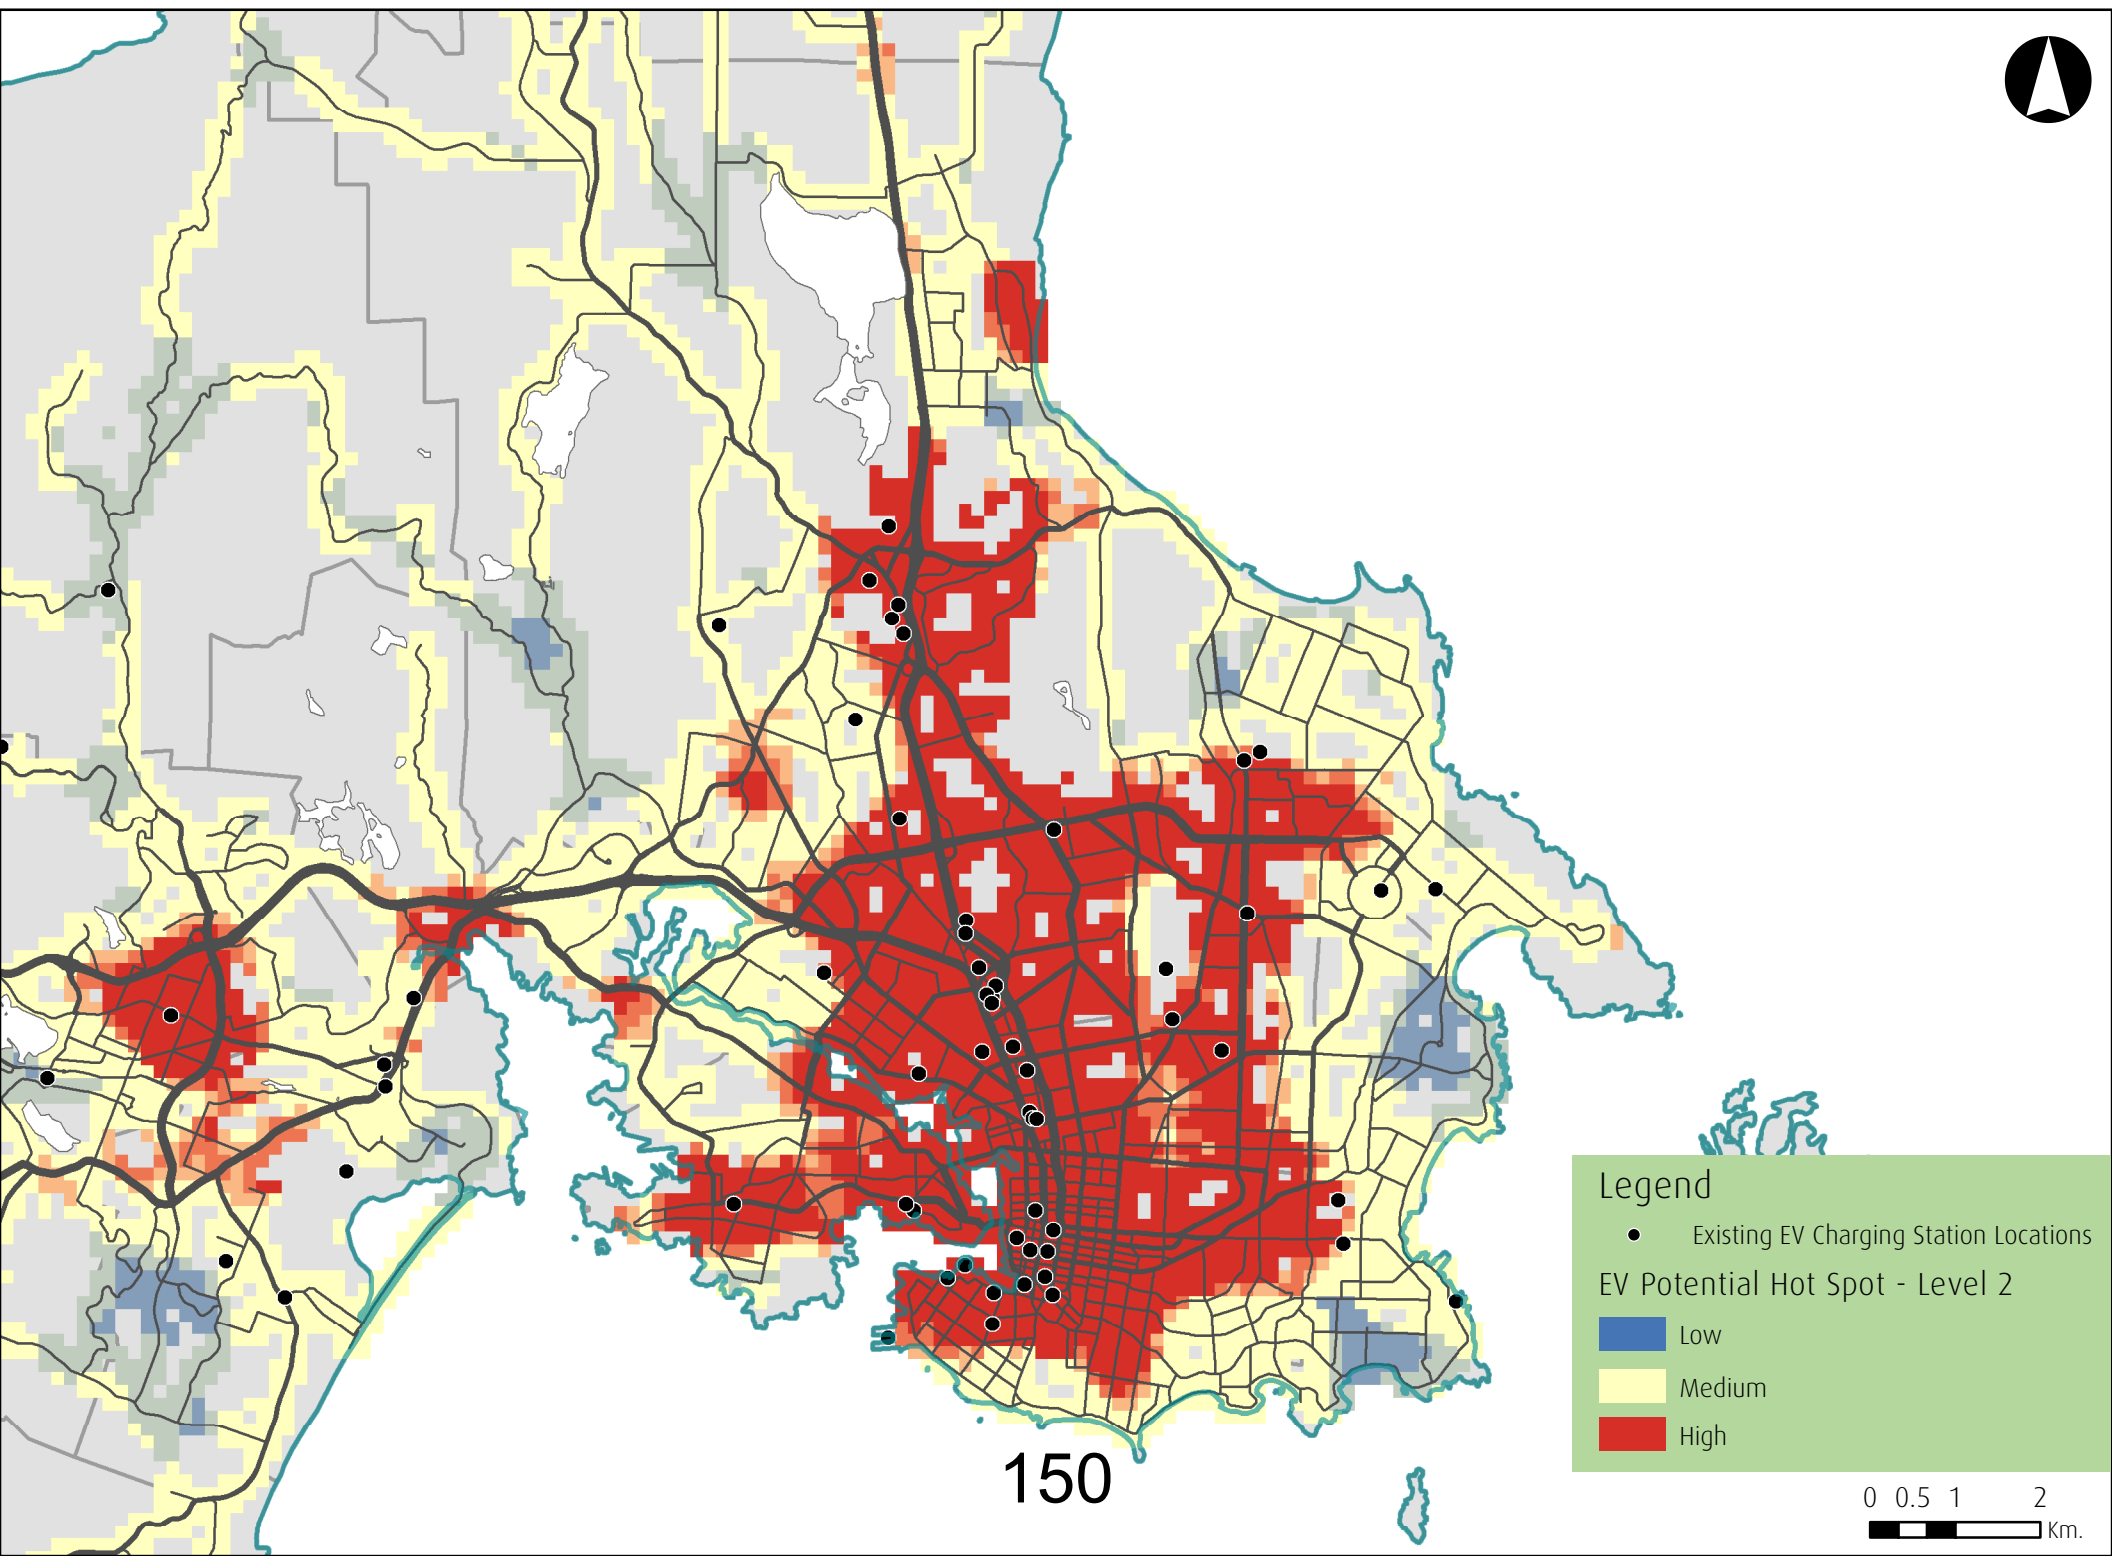 150
Legend
Existing EV Charging Station Locations
EV Potential Hot Spot - Level 2
Low
Medium
High
0 0.5 1 2
Km.